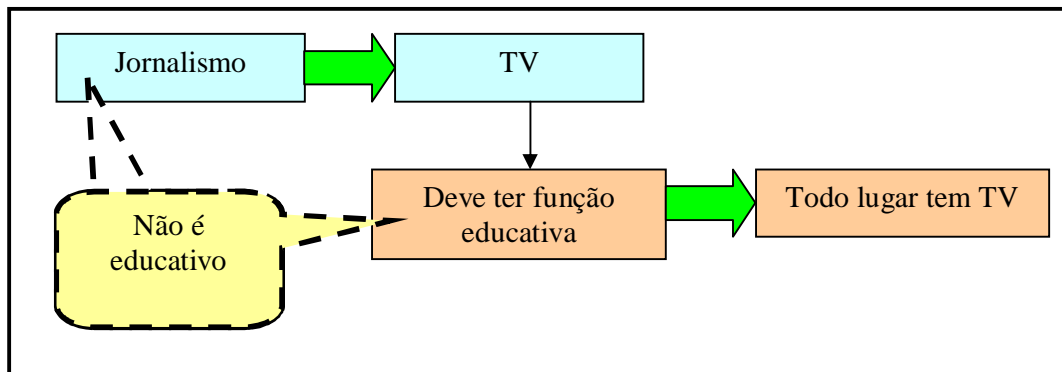 Jornalismo
TV
Deve ter função
educativa
Todo lugar tem TV
Não é
educativo